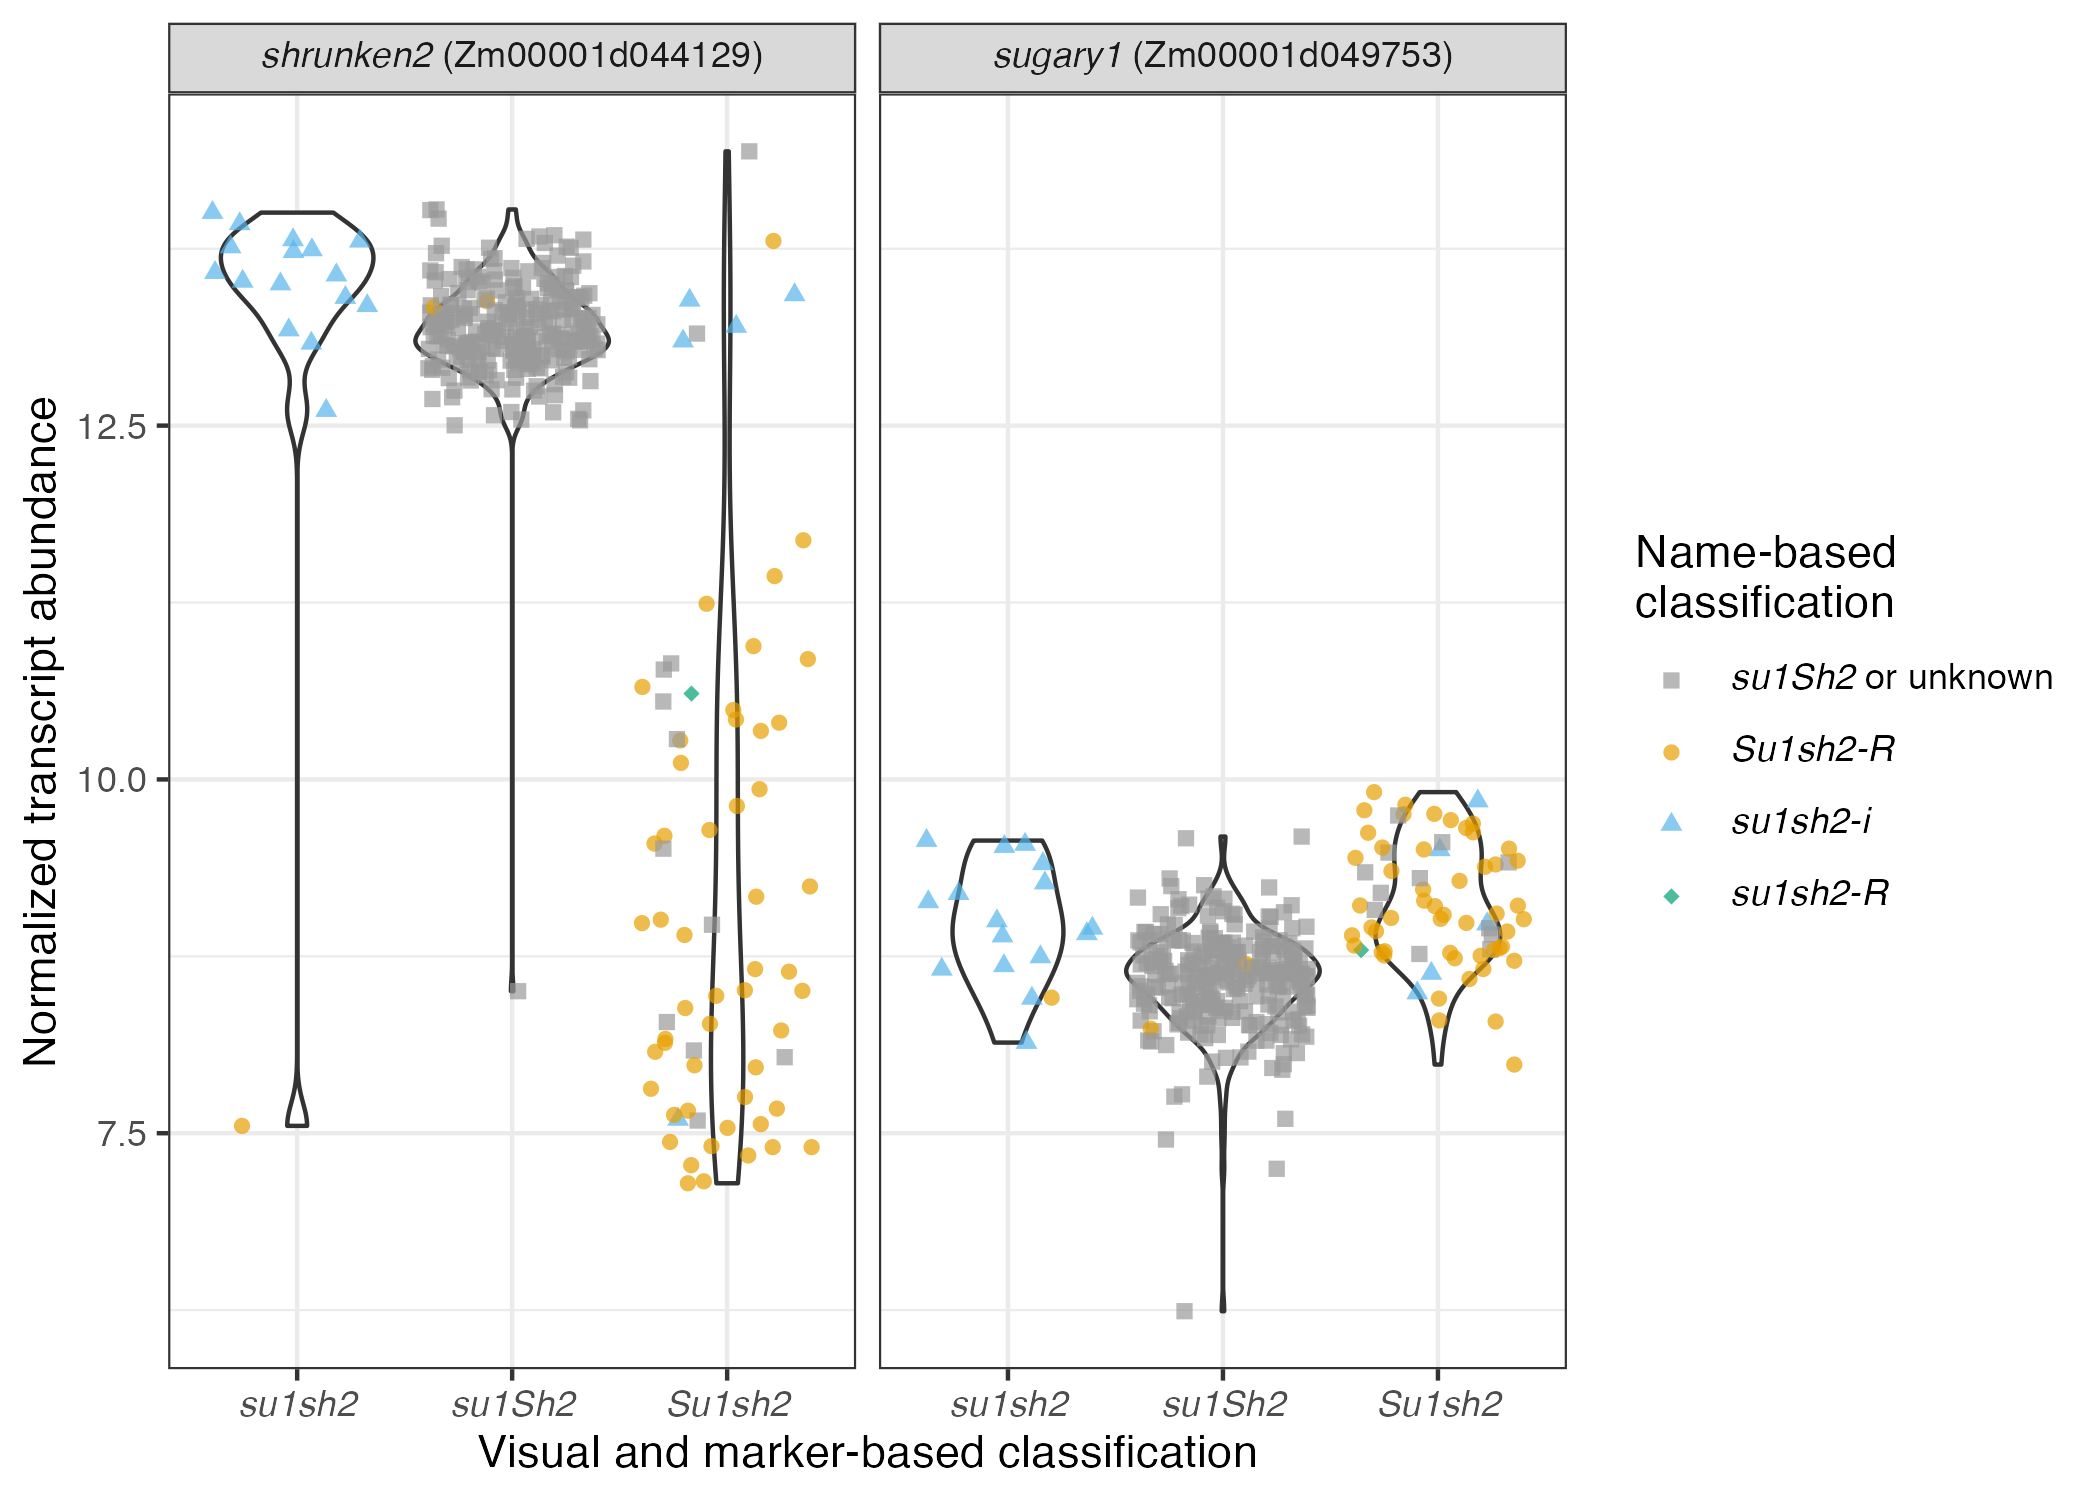 shrunken2 (Zm00001d044129)
sugary1 (Zm00001d049753)
Normalized transcript abundance
12.5
10.0
7.5
su1sh2
su1Sh2
Su1sh2
su1sh2
su1Sh2
Su1sh2
Visual and marker-based classification
Name-based
classification
su1Sh2 or unknown
Su1sh2-R
su1sh2-i
su1sh2-R